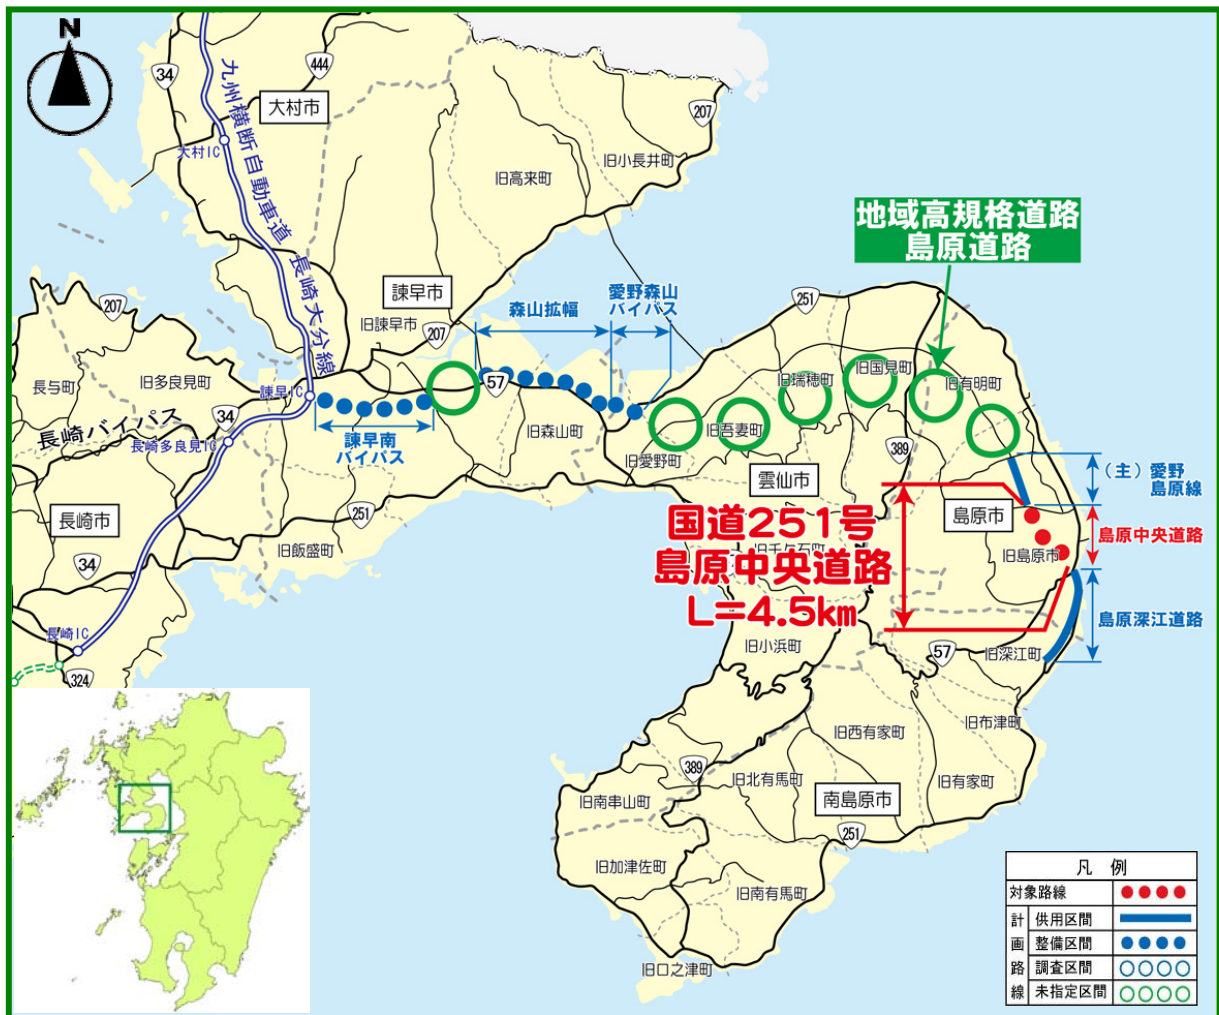 N
34
444
大村市
207
九州横断自動車道 長崎大分線
大村IC
旧小長井町
旧高来町
地域高規格道路
島原道路
諫早市
森山拡幅
愛野森山
バイパス
251
207
旧諫早市
207
長与町
旧多良見町
諫早IC
57
旧瑞穂町
旧国見町
旧有明町
34
長崎バイパス
長崎多良見IC
諫早南
バイパス
旧森山町
旧吾妻町
旧愛野町
389
雲仙市
(主)愛野
島原線
長崎市
251
島原市
国道251号
島原中央道路
L=4.5km
島原中央道路
旧飯盛町
旧千々石町
旧島原市
34
長崎IC
島原深江道路
旧小浜町
57
旧深江町
324
旧布津町
旧西有家町
389
旧北有馬町
旧有家町
旧南串山町
南島原市
251
旧加津佐町
旧南有馬町
旧口之津町
凡 例
対象路線
計画路線
供用区間
整備区間
調査区間
未指定区間